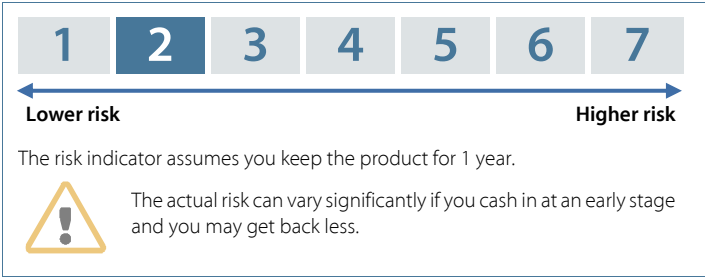 1 2 3 4 5 6 7
Lower risk Higher risk
The risk indicator assumes you keep the product for 1 year.
The actual risk can vary significantly if you cash in at an early stage
and you may get back less.